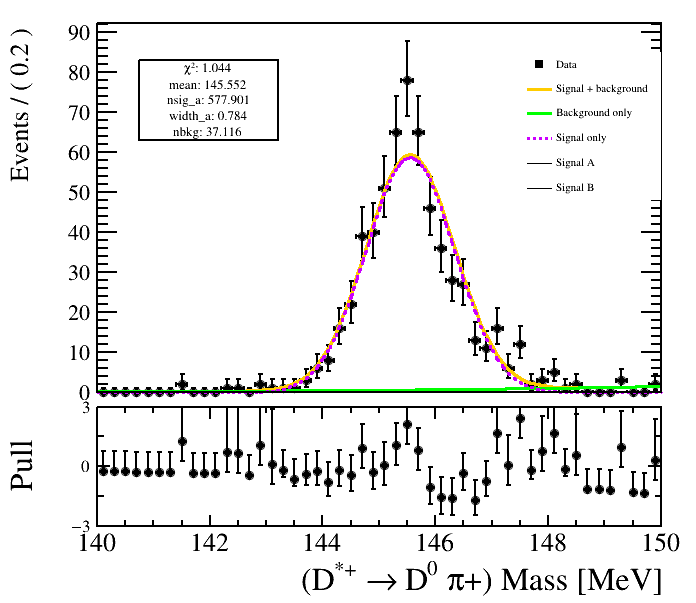 Events / ( 0.2 )
90
80
70
60
50
40
30
20
10
0
χ²: 1.044
mean: 145.552
nsig_a: 577.901
width_a: 0.784
nbkg: 37.116
Data
Signal + background
Background only
Signal only
Signal A
Signal B
Pull
3
0
−3
140 142 144 146 148 150
(D*+ → D0 π+) Mass [MeV]